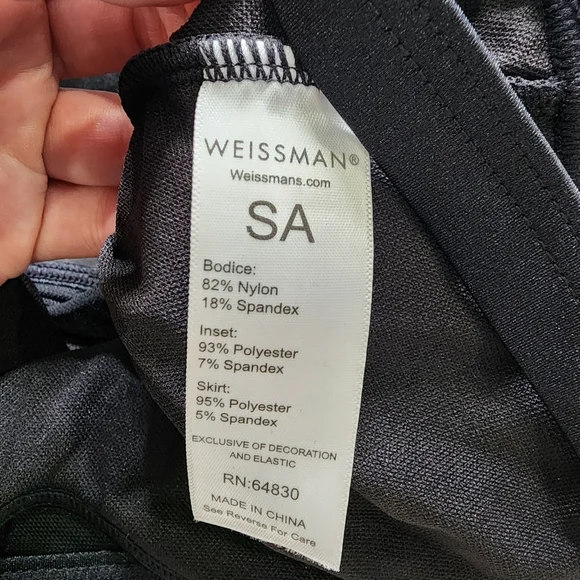 WEISSMAN®
Weissmans.com
SA
Bodice:
82% Nylon
18% Spandex
Inset:
93% Polyester
7% Spandex
Skirt:
95% Polyester
5% Spandex
EXCLUSIVE OF DECORATION
AND ELASTIC
RN:64830
MADE IN CHINA
See Reverse For Care